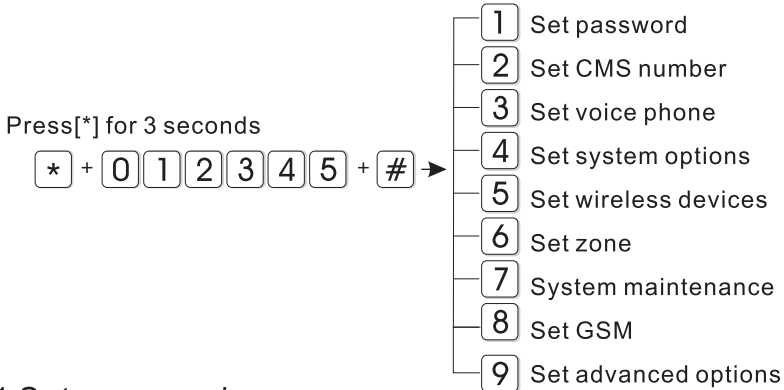 1 Set password
2 Set CMS number
3 Set voice phone
Press[*] for 3 seconds
* + 0 1 2 3 4 5 + #
4 Set system options
5 Set wireless devices
6 Set zone
7 System maintenance
8 Set GSM
9 Set advanced options